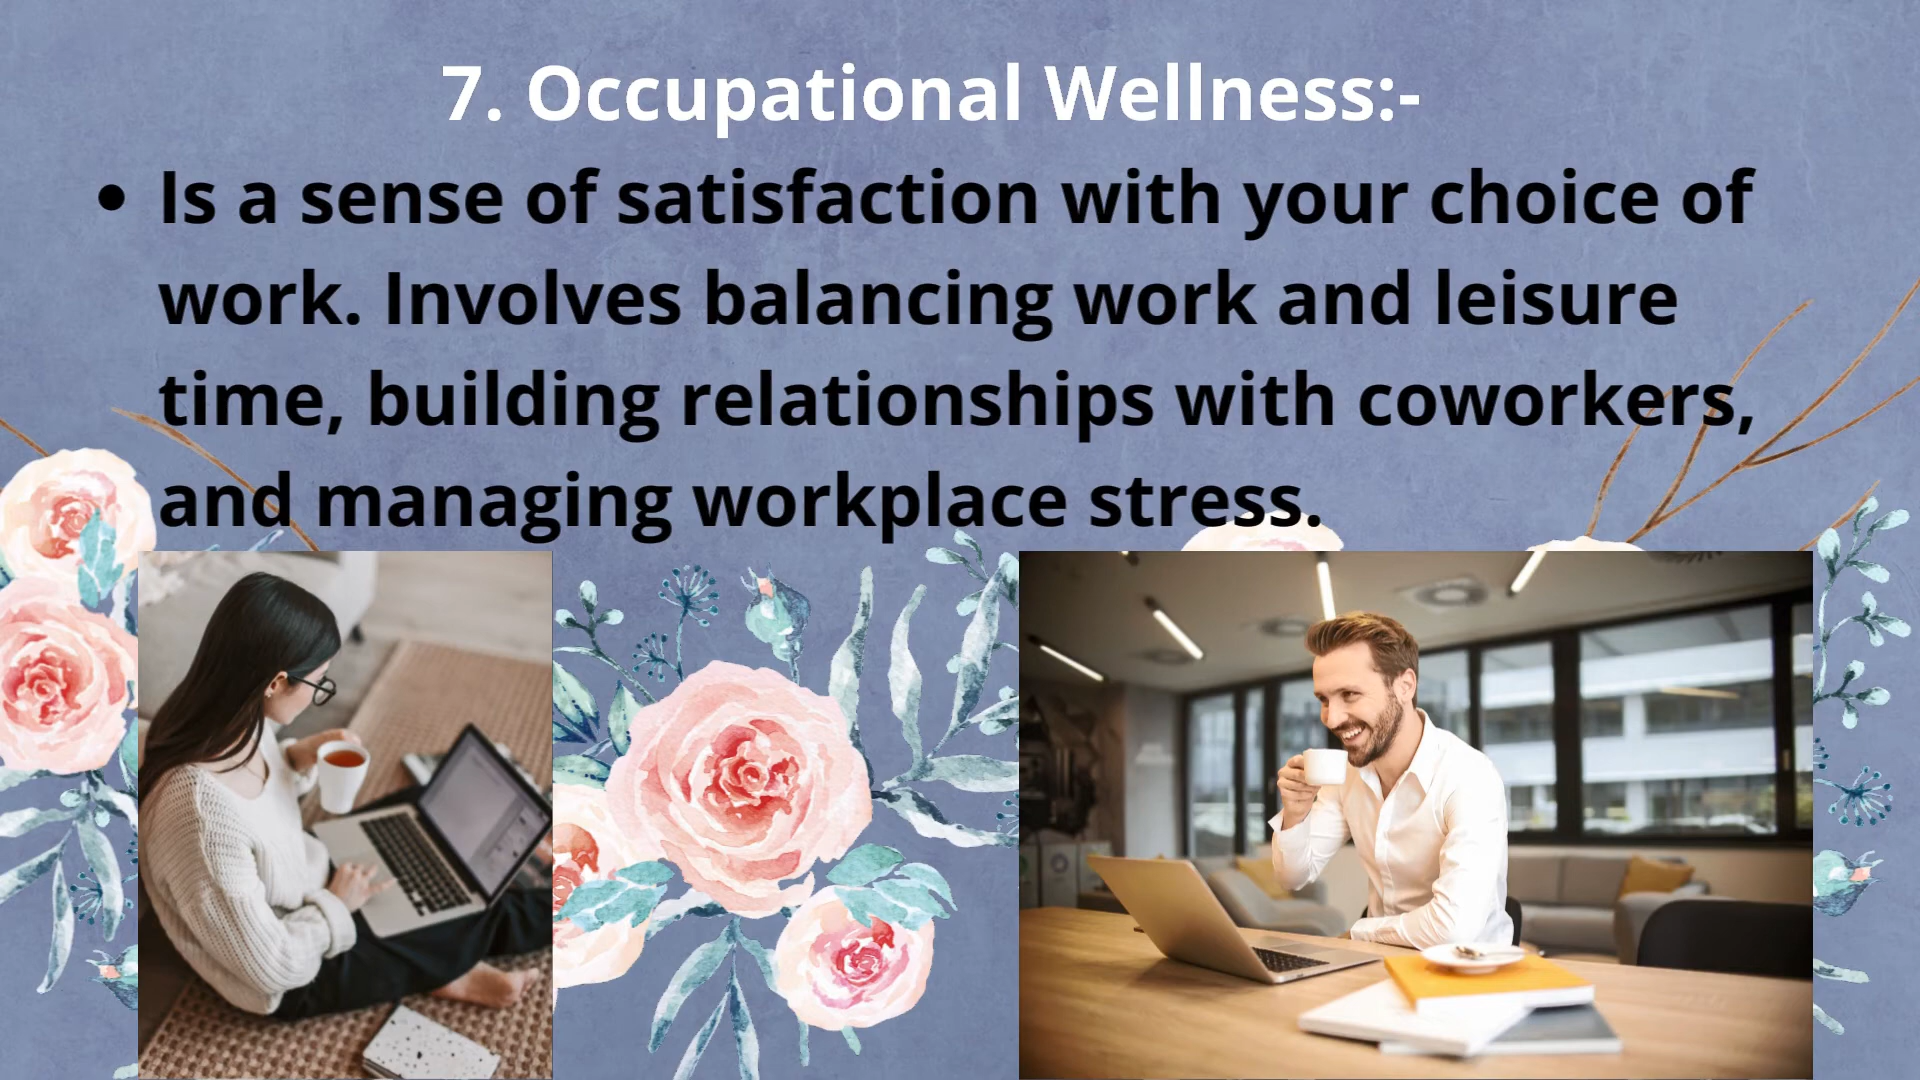 7. Occupational Wellness:-
• Is a sense of satisfaction with your choice of
work. Involves balancing work and leisure
time, building relationships with coworkers,
and managing workplace stress.